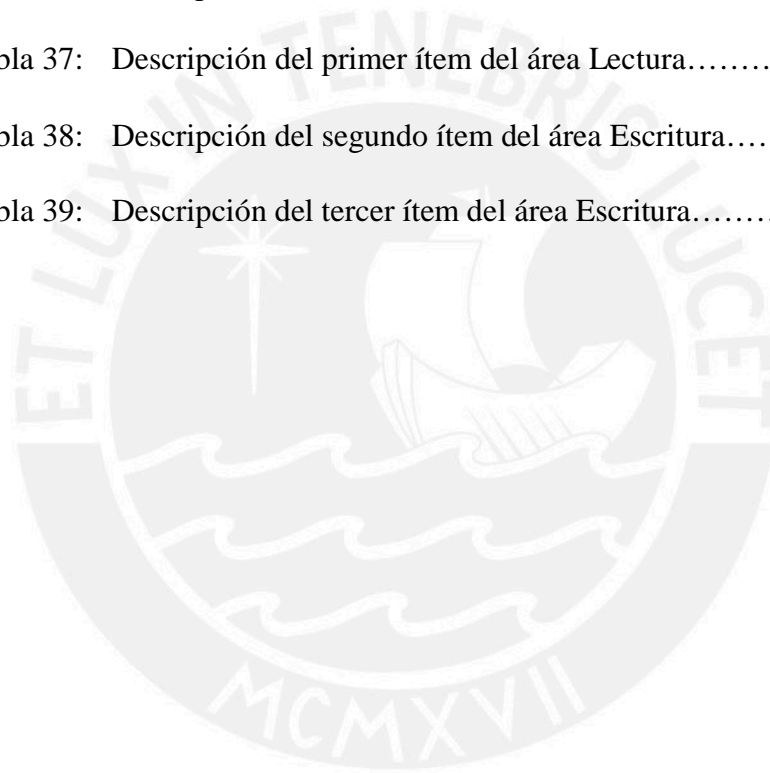 bla 37: Descripción del primer ítem del área Lectura……..
bla 38: Descripción del segundo ítem del área Escritura….
bla 39: Descripción del tercer ítem del área Escritura……..
ET LUX IN TENEBRIS LUCET
MCMXVII